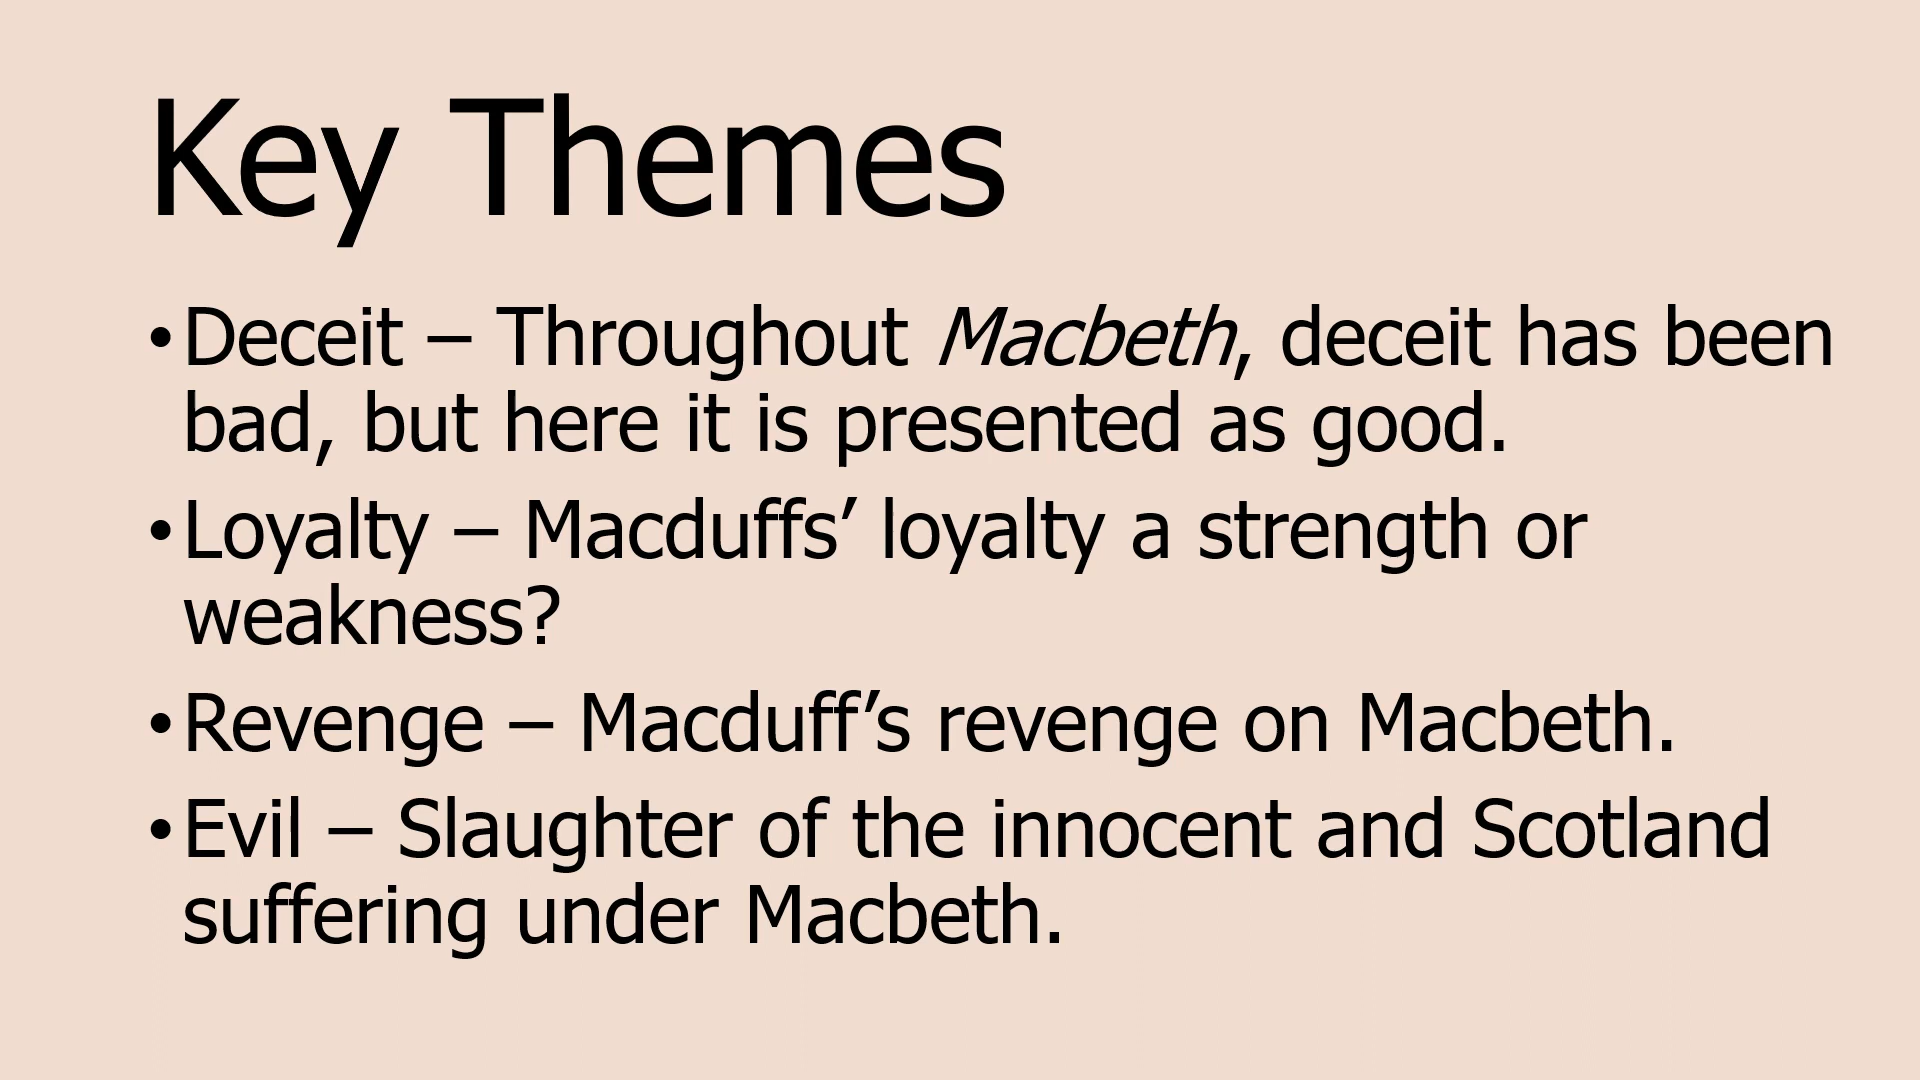 Key Themes
•Deceit – Throughout Macbeth, deceit has been
bad, but here it is presented as good.
•Loyalty – Macduffs’ loyalty a strength or
weakness?
•Revenge – Macduff’s revenge on Macbeth.
•Evil – Slaughter of the innocent and Scotland
suffering under Macbeth.